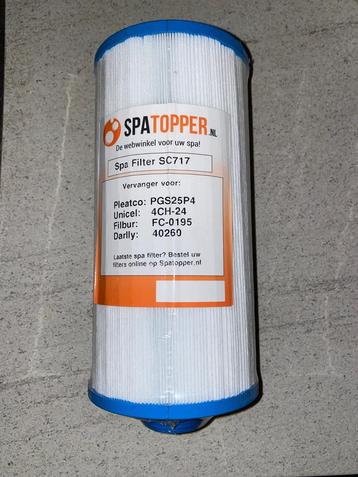 SPATOPPER.NL
De webwinkel voor uw spa!
Spa Filter SC717
Vervanger voor:
Pleatco: PGS25P4
Unicel: 4CH-24
Filbur: FC-0195
Darlly: 40260
Laatste spa filter? Bestel uw
filters online op Spatopper.nl